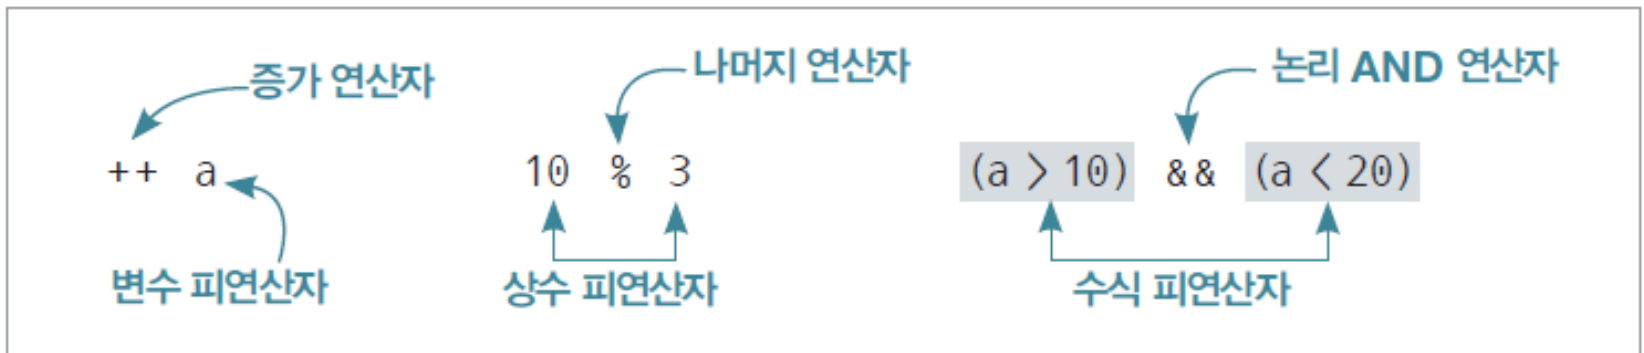 증가 연산자 나머지 연산자 논리 AND 연산자
++ a 10 % 3 (a > 10) && (a < 20)
변수 피연산자 상수 피연산자 수식 피연산자